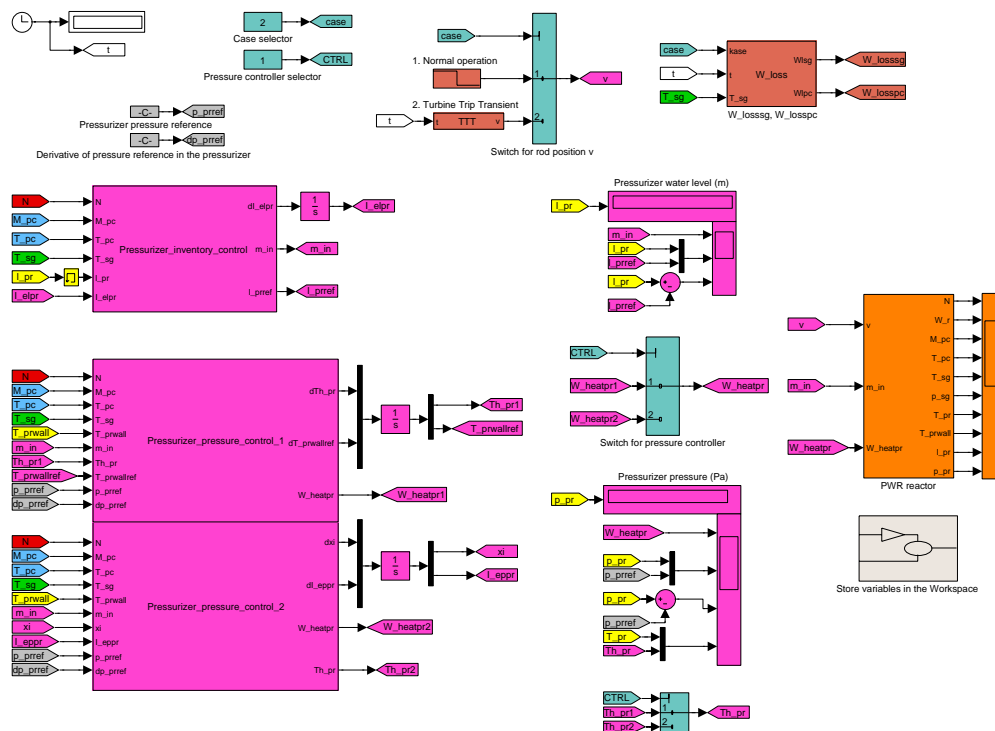 t
2
case
Case selector
1
CTRL
Pressure controller selector
-C-
p_prref
Pressurizer pressure reference
-C-
dp_prref
Derivative of pressure reference in the pressurizer
case
1. Normal operation
1
v
2. Turbine Trip Transient
t
t
TTT
v
2
Switch for rod position v
case
t
T_sg
kase
t
T_sg
W_loss
Wlsg
Wlpc
W_losssg
W_losspc
W_losssg, W_losspc
N
M_pc
T_pc
T_sg
l_pr
I_elpr
N
M_pc
T_pc
T_sg
l_pr
I_elpr
Pressurizer_inventory_control
dI_elpr
m_in
l_prref
1
s
I_elpr
m_in
l_prref
Pressurizer water level (m)
l_pr
m_in
l_pr
l_prref
l_pr
l_prref
N
M_pc
T_pc
T_sg
T_prwall
m_in
Th_pr1
T_prwallref
p_prref
dp_prref
N
M_pc
T_pc
T_sg
T_prwall
m_in
Th_pr
T_prwallref
p_prref
dp_prref
Pressurizer_pressure_control_1
dTh_pr
dT_prwallref
W_heatpr
1
s
Th_pr1
T_prwallref
W_heatpr1
CTRL
W_heatpr1
1
W_heatpr
W_heatpr2
2
Switch for pressure controller
v
m_in
W_heatpr
v
m_in
W_heatpr
N
W_r
M_pc
T_pc
T_sg
p_sg
T_pr
T_prwall
l_pr
p_pr
PWR reactor
N
M_pc
T_pc
T_sg
T_prwall
m_in
xi
I_eppr
p_prref
dp_prref
N
M_pc
T_pc
T_sg
T_prwall
m_in
xi
I_eppr
p_prref
dp_prref
Pressurizer_pressure_control_2
dxi
dI_eppr
W_heatpr
Th_pr
1
s
xi
I_eppr
W_heatpr2
Th_pr2
Pressurizer pressure (Pa)
p_pr
W_heatpr
p_pr
p_prref
p_pr
p_prref
T_pr
Th_pr
Store variables in the Workspace
CTRL
Th_pr1
1
Th_pr
Th_pr2
2